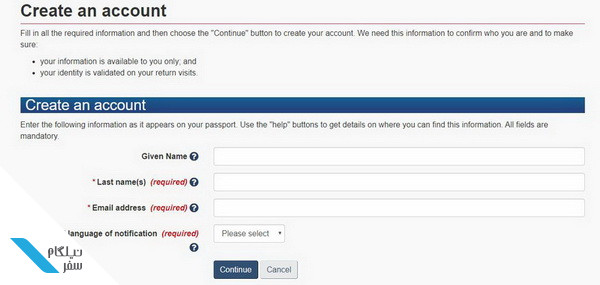 Create an account
Fill in all the required information and then choose the "Continue" button to create your account. We need this information to confirm who you are and to make
sure:
• your information is available to you only; and
• your identity is validated on your return visits.
Create an account
Enter the following information as it appears on your passport. Use the "help" buttons to get details on where you can find this information. All fields are
mandatory.
Given Name ?
* Last name(s) (required) ?
* Email address (required) ?
language of notification (required) Please select
?
Continue Cancel
نیلگام
سفر